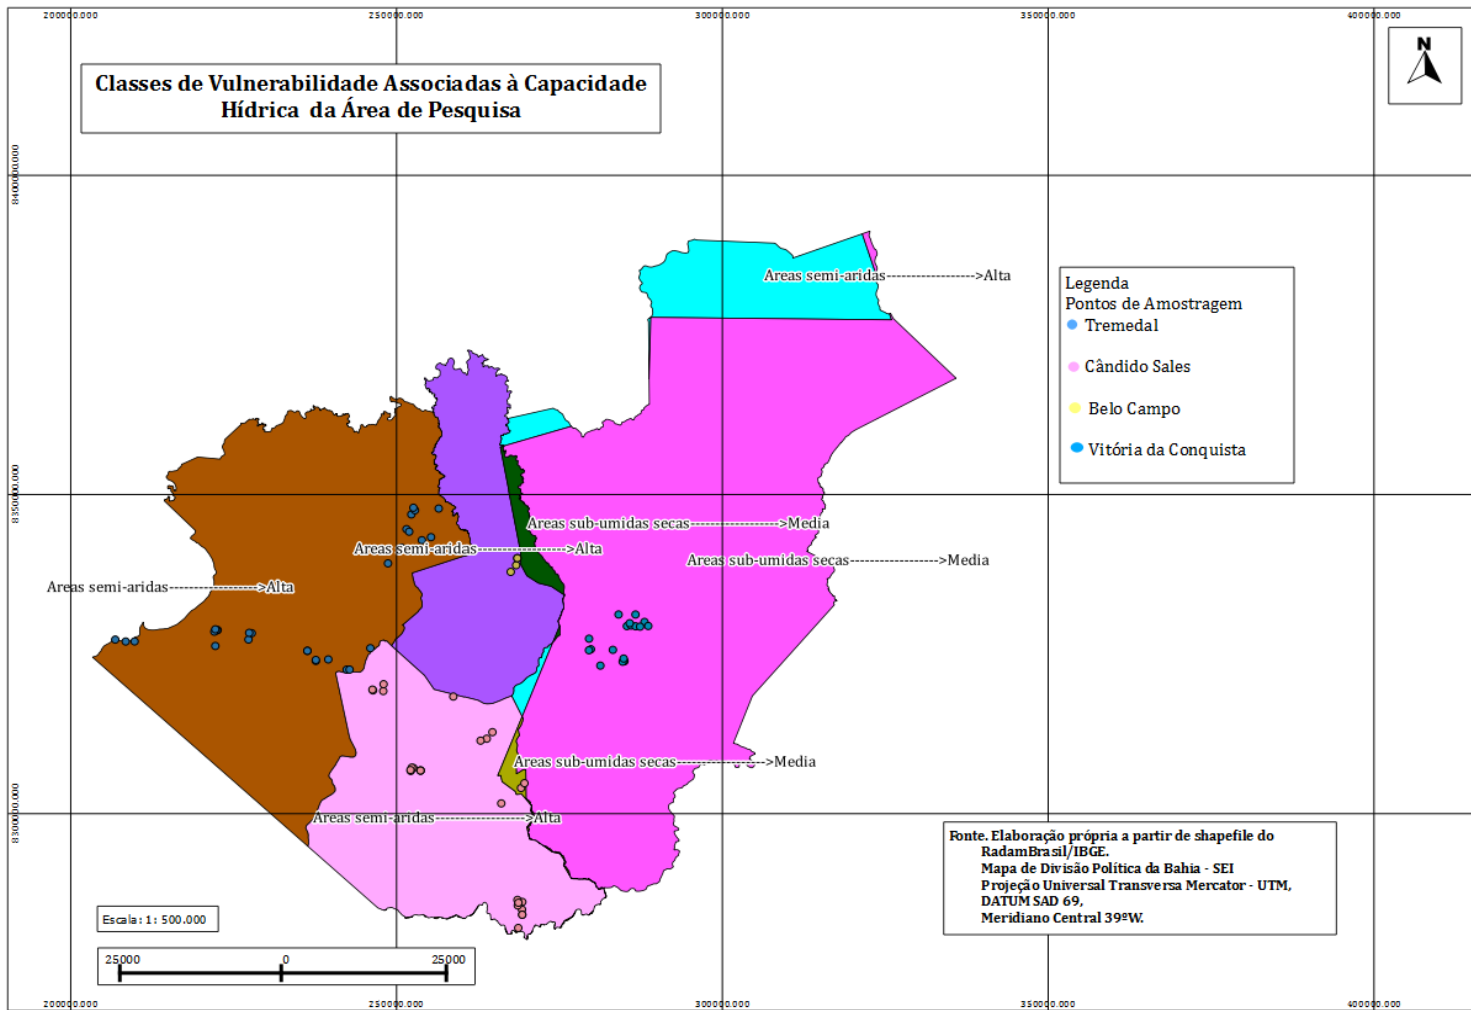 200000.000
250000.000
300000.000
350000.000
400000.000
N
Classes de Vulnerabilidade Associadas à Capacidade
Hídrica da Área de Pesquisa
8400000.000
Areas semi-aridas------------->Alta
Legenda
Pontos de Amostragem
Tremedal
Cândido Sales
Belo Campo
Vitória da Conquista
8350000.000
Areas sub-umidas secas------------->Media
Areas semi-aridas------------->Alta
Areas sub-umidas secas------------->Media
Areas semi-aridas------------->Alta
Areas sub-umidas secas------------->Media
8300000.000
Areas semi-aridas------------->Alta
Fonte. Elaboração própria a partir de shapefile do
RadamBrasil/IBGE.
Mapa de Divisão Política da Bahia - SEI
Projeção Universal Transversa Mercator - UTM,
DATUM SAD 69,
Meridiano Central 39ºW.
Escala: 1: 500.000
25000 0 25000
200000.000
250000.000
300000.000
350000.000
400000.000